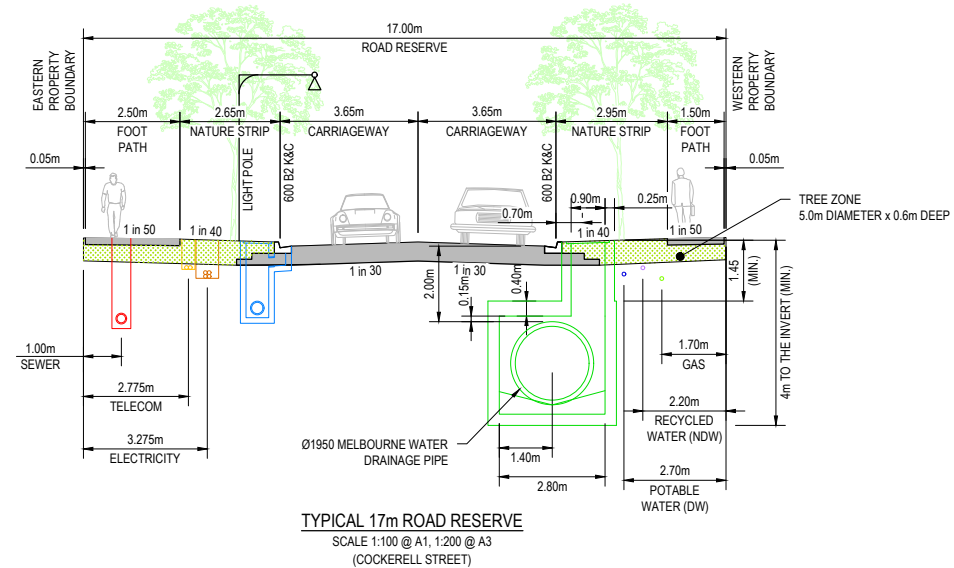 17.00m
ROAD RESERVE
EASTERN
PROPERTY
BOUNDARY
WESTERN
PROPERTY
BOUNDARY
2.50m
2.65m
3.65m
3.65m
2.95m
1.50m
FOOT
PATH
NATURE STRIP
CARRIAGEWAY
CARRIAGEWAY
NATURE STRIP
FOOT
PATH
0.05m
0.05m
LIGHT POLE
600 B2 K&C
600 B2 K&C
0.90m
0.25m
0.70m
TREE ZONE
5.0m DIAMETER x 0.6m DEEP
1 in 50
1 in 40
1 in 40
1 in 50
1 in 30
1 in 30
2.00m
0.15m
0.40m
1.45
(MIN.)
4m TO THE INVERT (MIN.)
1.00m
SEWER
2.775m
TELECOM
3.275m
ELECTRICITY
1.70m
GAS
2.20m
RECYCLED
WATER (NDW)
2.70m
POTABLE
WATER (DW)
Ø1950 MELBOURNE WATER
DRAINAGE PIPE
1.40m
2.80m
TYPICAL 17m ROAD RESERVE
SCALE 1:100 @ A1, 1:200 @ A3
(COCKERELL STREET)